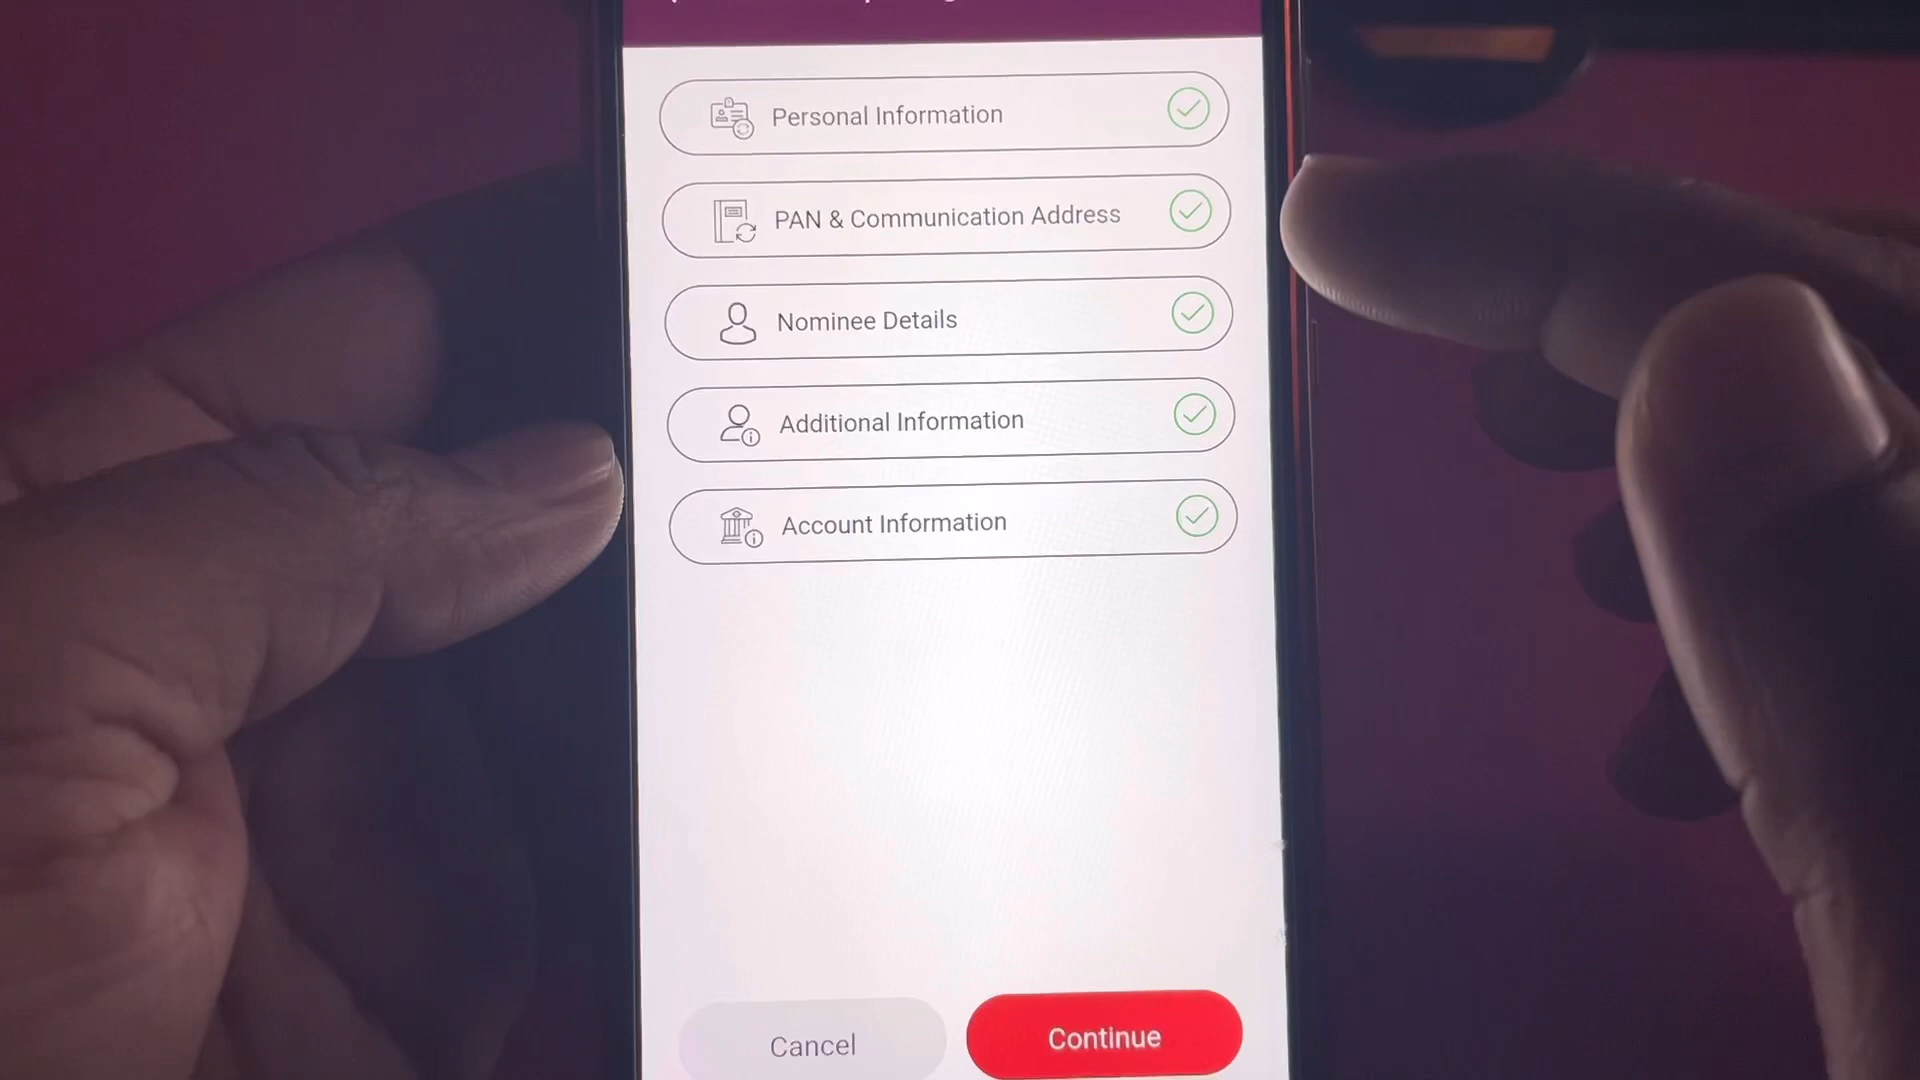 Personal Information
PAN & Communication Address
Nominee Details
Additional Information
Account Information
Cancel
Continue